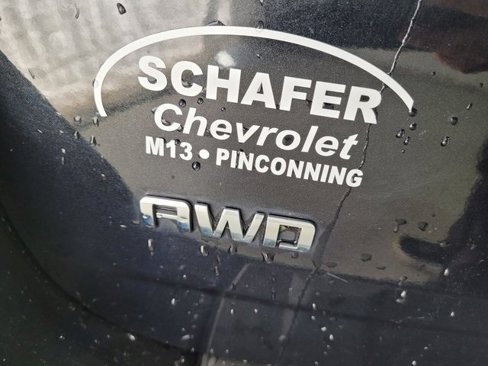 SCHAFER
Chevrolet
M13 • PINCONNING
AWD